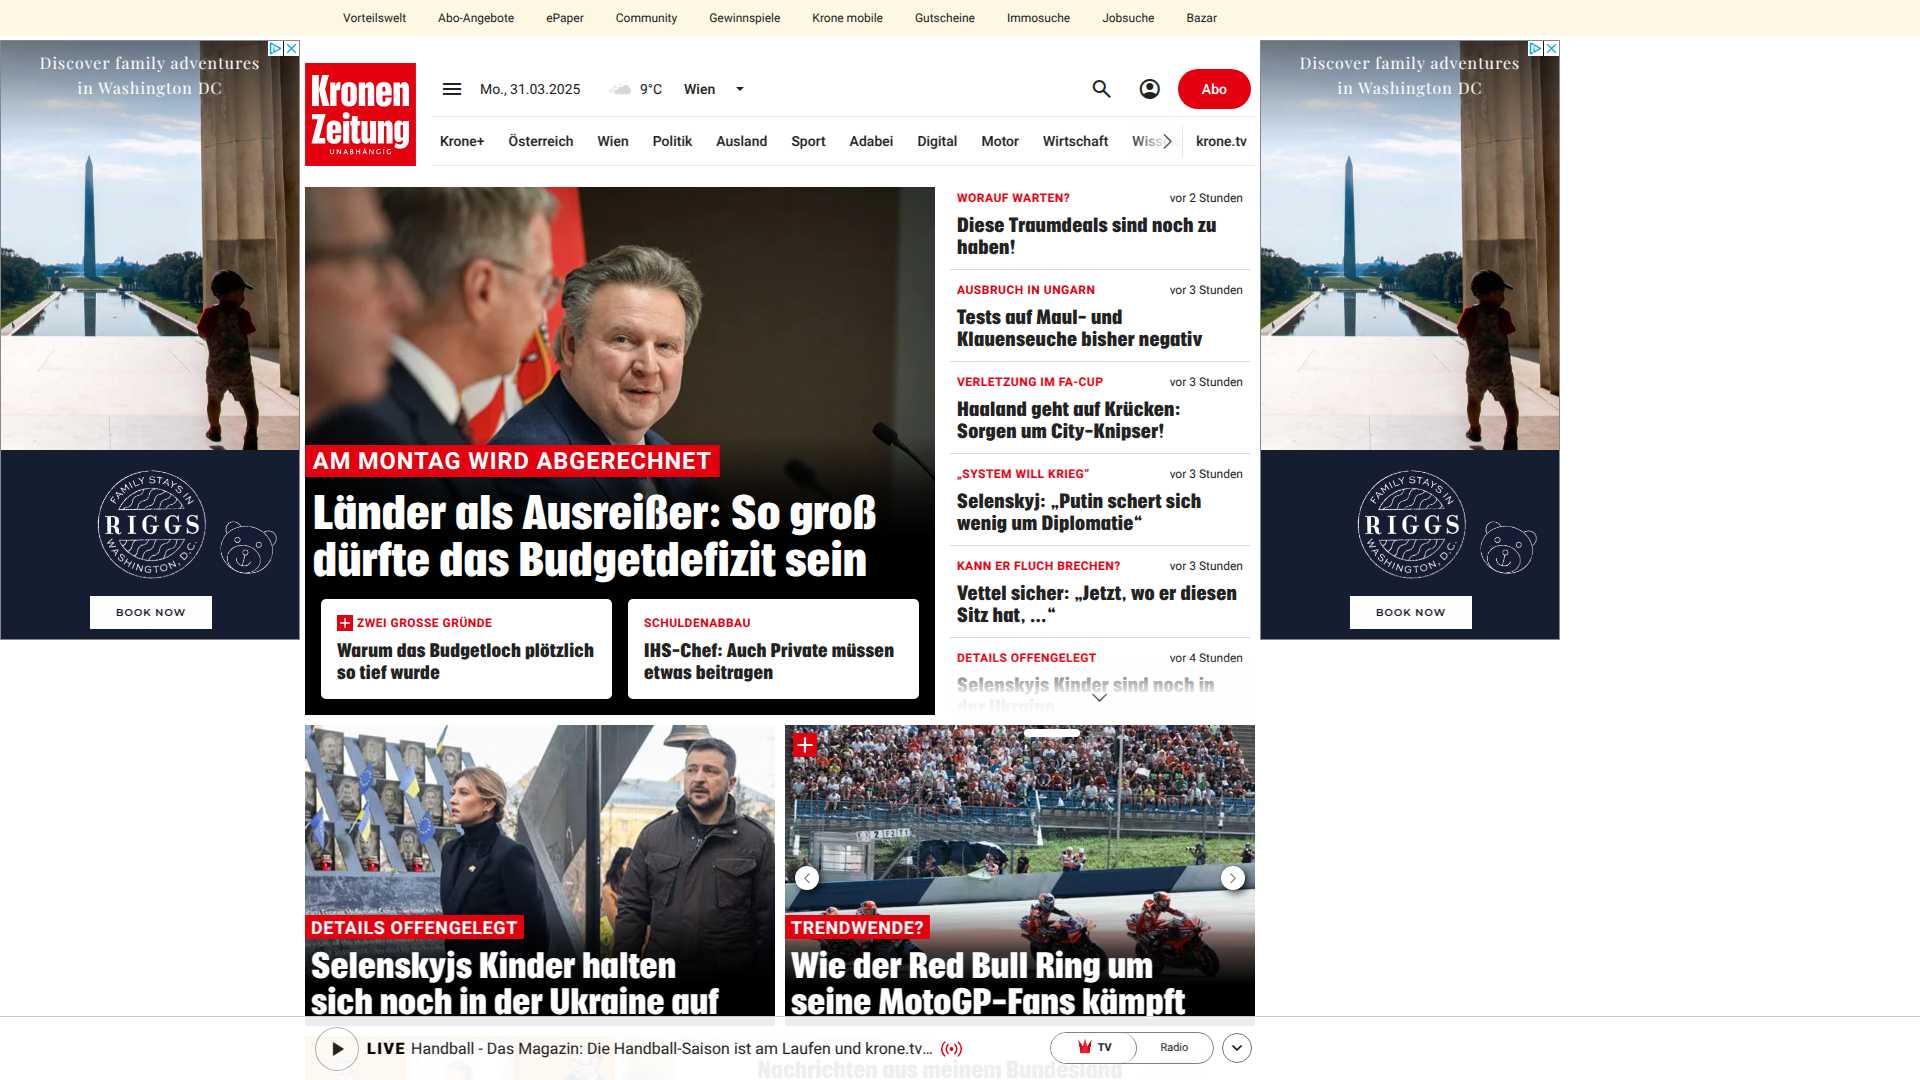 Vorteilswelt Abo-Angebote ePaper Community Gewinnspiele Krone mobile Gutscheine Immosuche Jobsuche Bazar
Discover family adventures
in Washington DC
FAMILY STAYS IN
RIGGS
WASHINGTON, D.C.
BOOK NOW
Kronen
Zeitung
UNABHÄNGIG
Mo., 31.03.2025 9°C Wien
Abo
Krone+ Österreich Wien Politik Ausland Sport Adabei Digital Motor Wirtschaft Wiss krone.tv
AM MONTAG WIRD ABGERECHNET
Länder als Ausreißer: So groß
dürfte das Budgetdefizit sein
ZWEI GROSSE GRÜNDE
Warum das Budgetloch plötzlich
so tief wurde
SCHULDENABBAU
IHS-Chef: Auch Private müssen
etwas beitragen
WORAUF WARTEN? vor 2 Stunden
Diese Traumdeals sind noch zu
haben!
AUSBRUCH IN UNGARN vor 3 Stunden
Tests auf Maul- und
Klauenseuche bisher negativ
VERLETZUNG IM FA-CUP vor 3 Stunden
Haaland geht auf Krücken:
Sorgen um City-Knipser!
„SYSTEM WILL KRIEG“ vor 3 Stunden
Selenskyj: „Putin schert sich
wenig um Diplomatie“
KANN ER FLUCH BRECHEN? vor 3 Stunden
Vettel sicher: „Jetzt, wo er diesen
Sitz hat, ...“
DETAILS OFFENGELEGT vor 4 Stunden
Selenskyjs Kinder sind noch in
der Ukraine
Discover family adventures
in Washington DC
FAMILY STAYS IN
RIGGS
WASHINGTON, D.C.
BOOK NOW
DETAILS OFFENGELEGT
Selenskyjs Kinder halten
sich noch in der Ukraine auf
TRENDWENDE?
Wie der Red Bull Ring um
seine MotoGP-Fans kämpft
LIVE Handball - Das Magazin: Die Handball-Saison ist am Laufen und krone.tv... TV Radio
Nachrichten aus meinem Bundesland